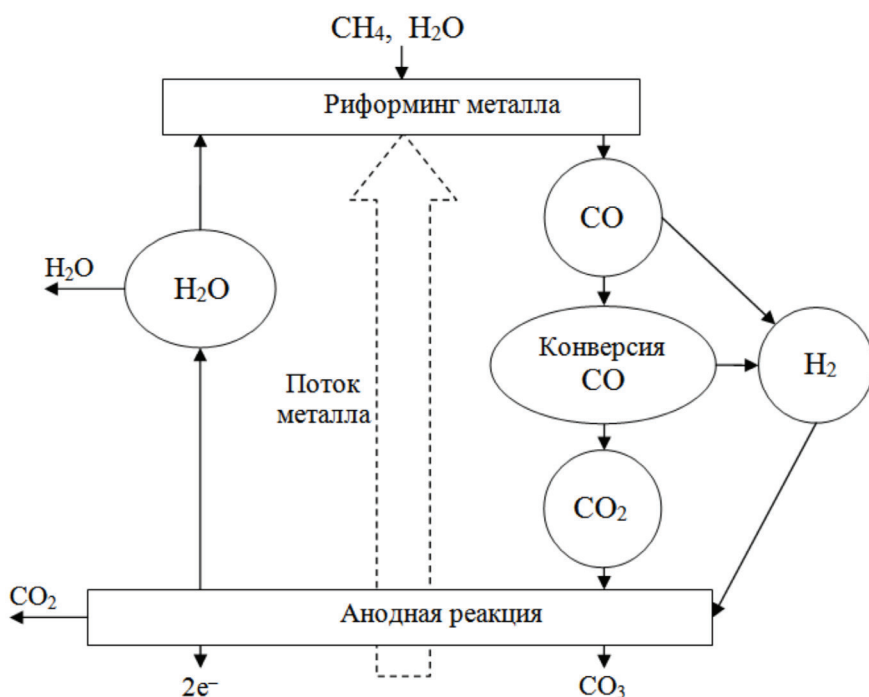 CH₄, H₂O
Риформинг металла
CO
H₂O
H₂O
Конверсия
CO
H₂
Поток
металла
CO₂
CO₂
Анодная реакция
2e⁻
CO₃